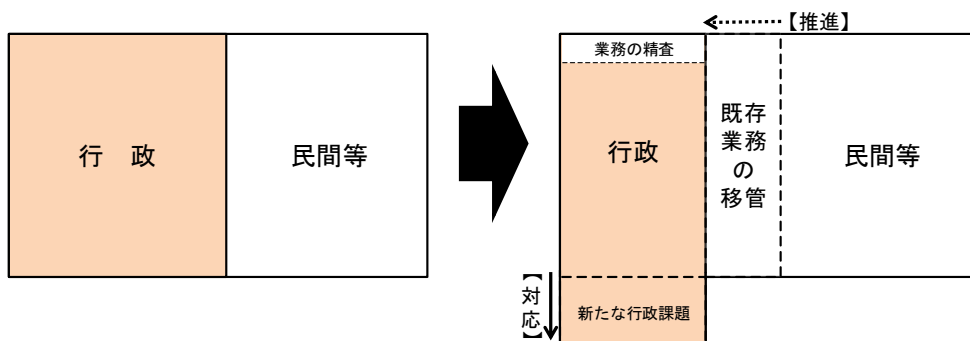 行　政
民間等
【推進】
業務の精査
行政
既存
業務
の
移管
民間等
【対応】
新たな行政課題